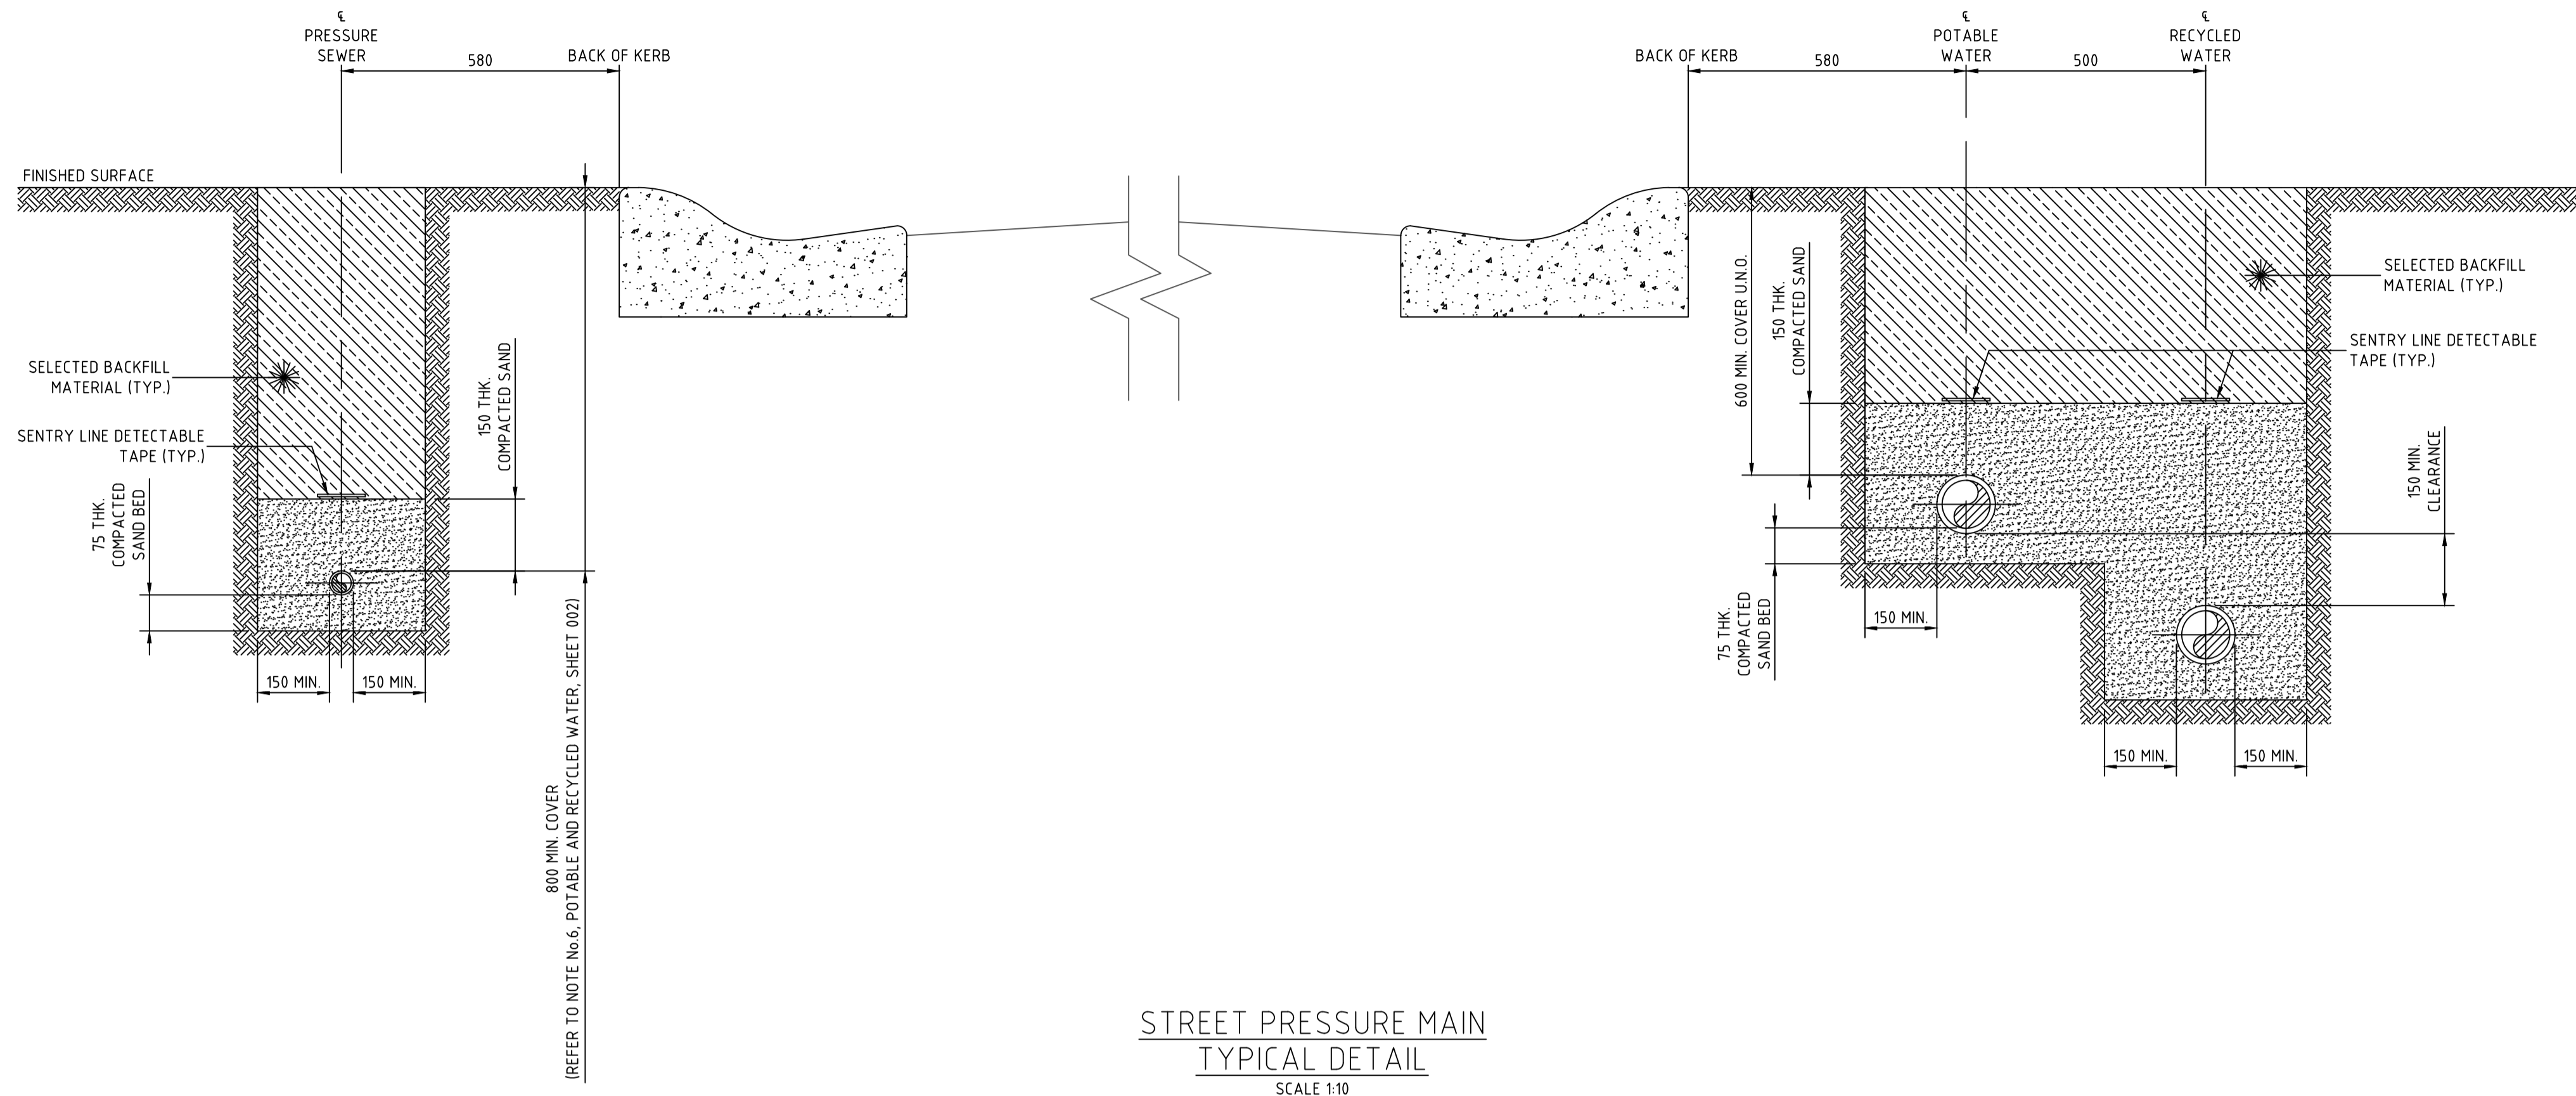 ℄
PRESSURE
SEWER
580
BACK OF KERB
BACK OF KERB
580
℄
POTABLE
WATER
500
℄
RECYCLED
WATER
FINISHED SURFACE
SELECTED BACKFILL
MATERIAL (TYP.)
SENTRY LINE DETECTABLE
TAPE (TYP.)
75 THK.
COMPACTED
SAND BED
150 MIN.
150 MIN.
150 THK.
COMPACTED SAND
800 MIN. COVER
(REFER TO NOTE No.6, POTABLE AND RECYCLED WATER, SHEET 002)
600 MIN. COVER U.N.O.
150 THK.
COMPACTED SAND
75 THK.
COMPACTED
SAND BED
150 MIN.
150 MIN.
150 MIN.
SELECTED BACKFILL
MATERIAL (TYP.)
SENTRY LINE DETECTABLE
TAPE (TYP.)
150 MIN.
CLEARANCE
STREET PRESSURE MAIN
TYPICAL DETAIL
SCALE 1:10